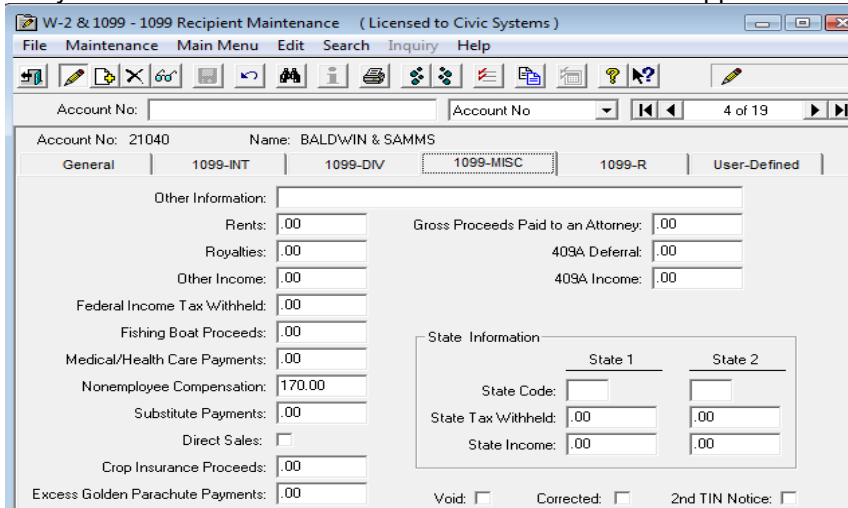 W-2 & 1099 - 1099 Recipient Maintenance (Licensed to Civic Systems)
File Maintenance Main Menu Edit Search Inquiry Help
Account No: Account No 4 of 19
Account No: 21040 Name: BALDWIN & SAMMS
General 1099-INT 1099-DIV 1099-MISC 1099-R User-Defined
Other Information:
Rents: .00 Gross Proceeds Paid to an Attorney: .00
Royalties: .00 409A Deferral: .00
Other Income: .00 409A Income: .00
Federal Income Tax Withheld: .00
Fishing Boat Proceeds: .00 State Information
Medical/Health Care Payments: .00 State 1 State 2
Nonemployee Compensation: 170.00 State Code:
Substitute Payments: .00 State Tax Withheld: .00 .00
Direct Sales: State Income: .00 .00
Crop Insurance Proceeds: .00
Excess Golden Parachute Payments: .00 Void: Corrected: 2nd TIN Notice: